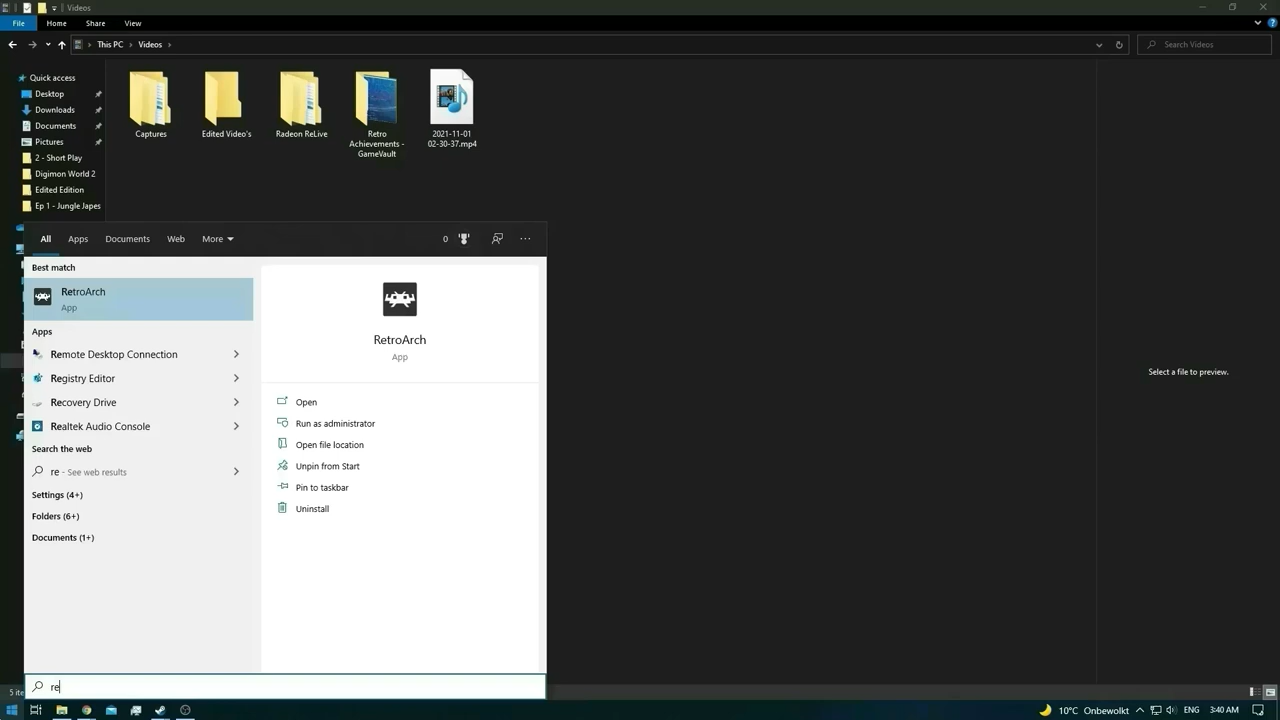 Videos
File Home Share View
This PC Videos
Search Videos
Quick access
Desktop
Downloads
Documents
Pictures
2 - Short Play
Digimon World 2
Edited Edition
Ep 1 - Jungle Japes
Captures
Edited Video's
Radeon ReLive
Retro
Achievements -
GameVault
2021-11-01
02-30-37.mp4
Select a file to preview.
All Apps Documents Web More
0
Best match
RetroArch
App
Apps
Remote Desktop Connection
Registry Editor
Recovery Drive
Realtek Audio Console
Search the web
re - See web results
Settings (4+)
Folders (6+)
Documents (1+)
RetroArch
App
Open
Run as administrator
Open file location
Unpin from Start
Pin to taskbar
Uninstall
5 ite
re
10°C Onbewolkt ENG 3:40 AM